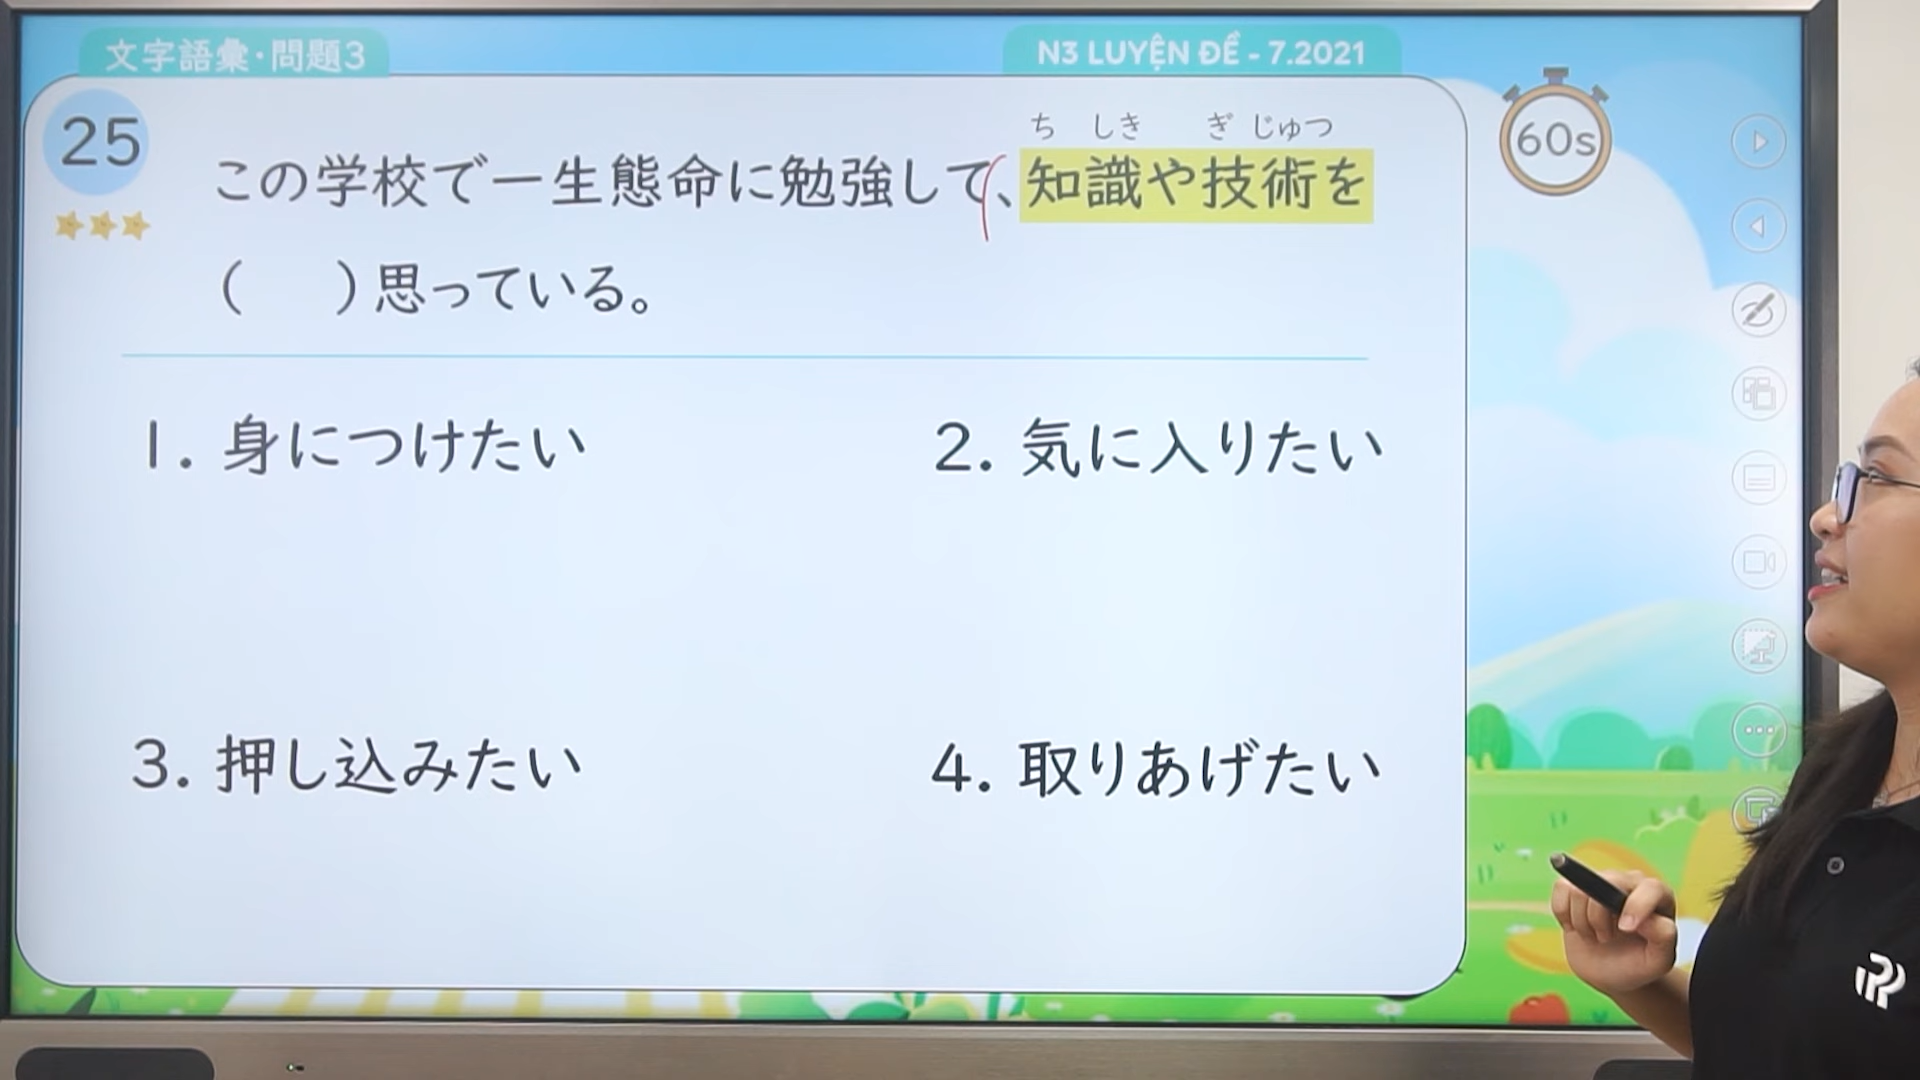 文字語彙・問題3
N3 LUYỆN ĐỀ - 7.2021
25
60s
ち しき ぎ じゅつ
この学校で一生態命に勉強して、知識や技術を
(　　)思っている。
1. 身につけたい
2. 気に入りたい
3. 押し込みたい
4. 取りあげたい